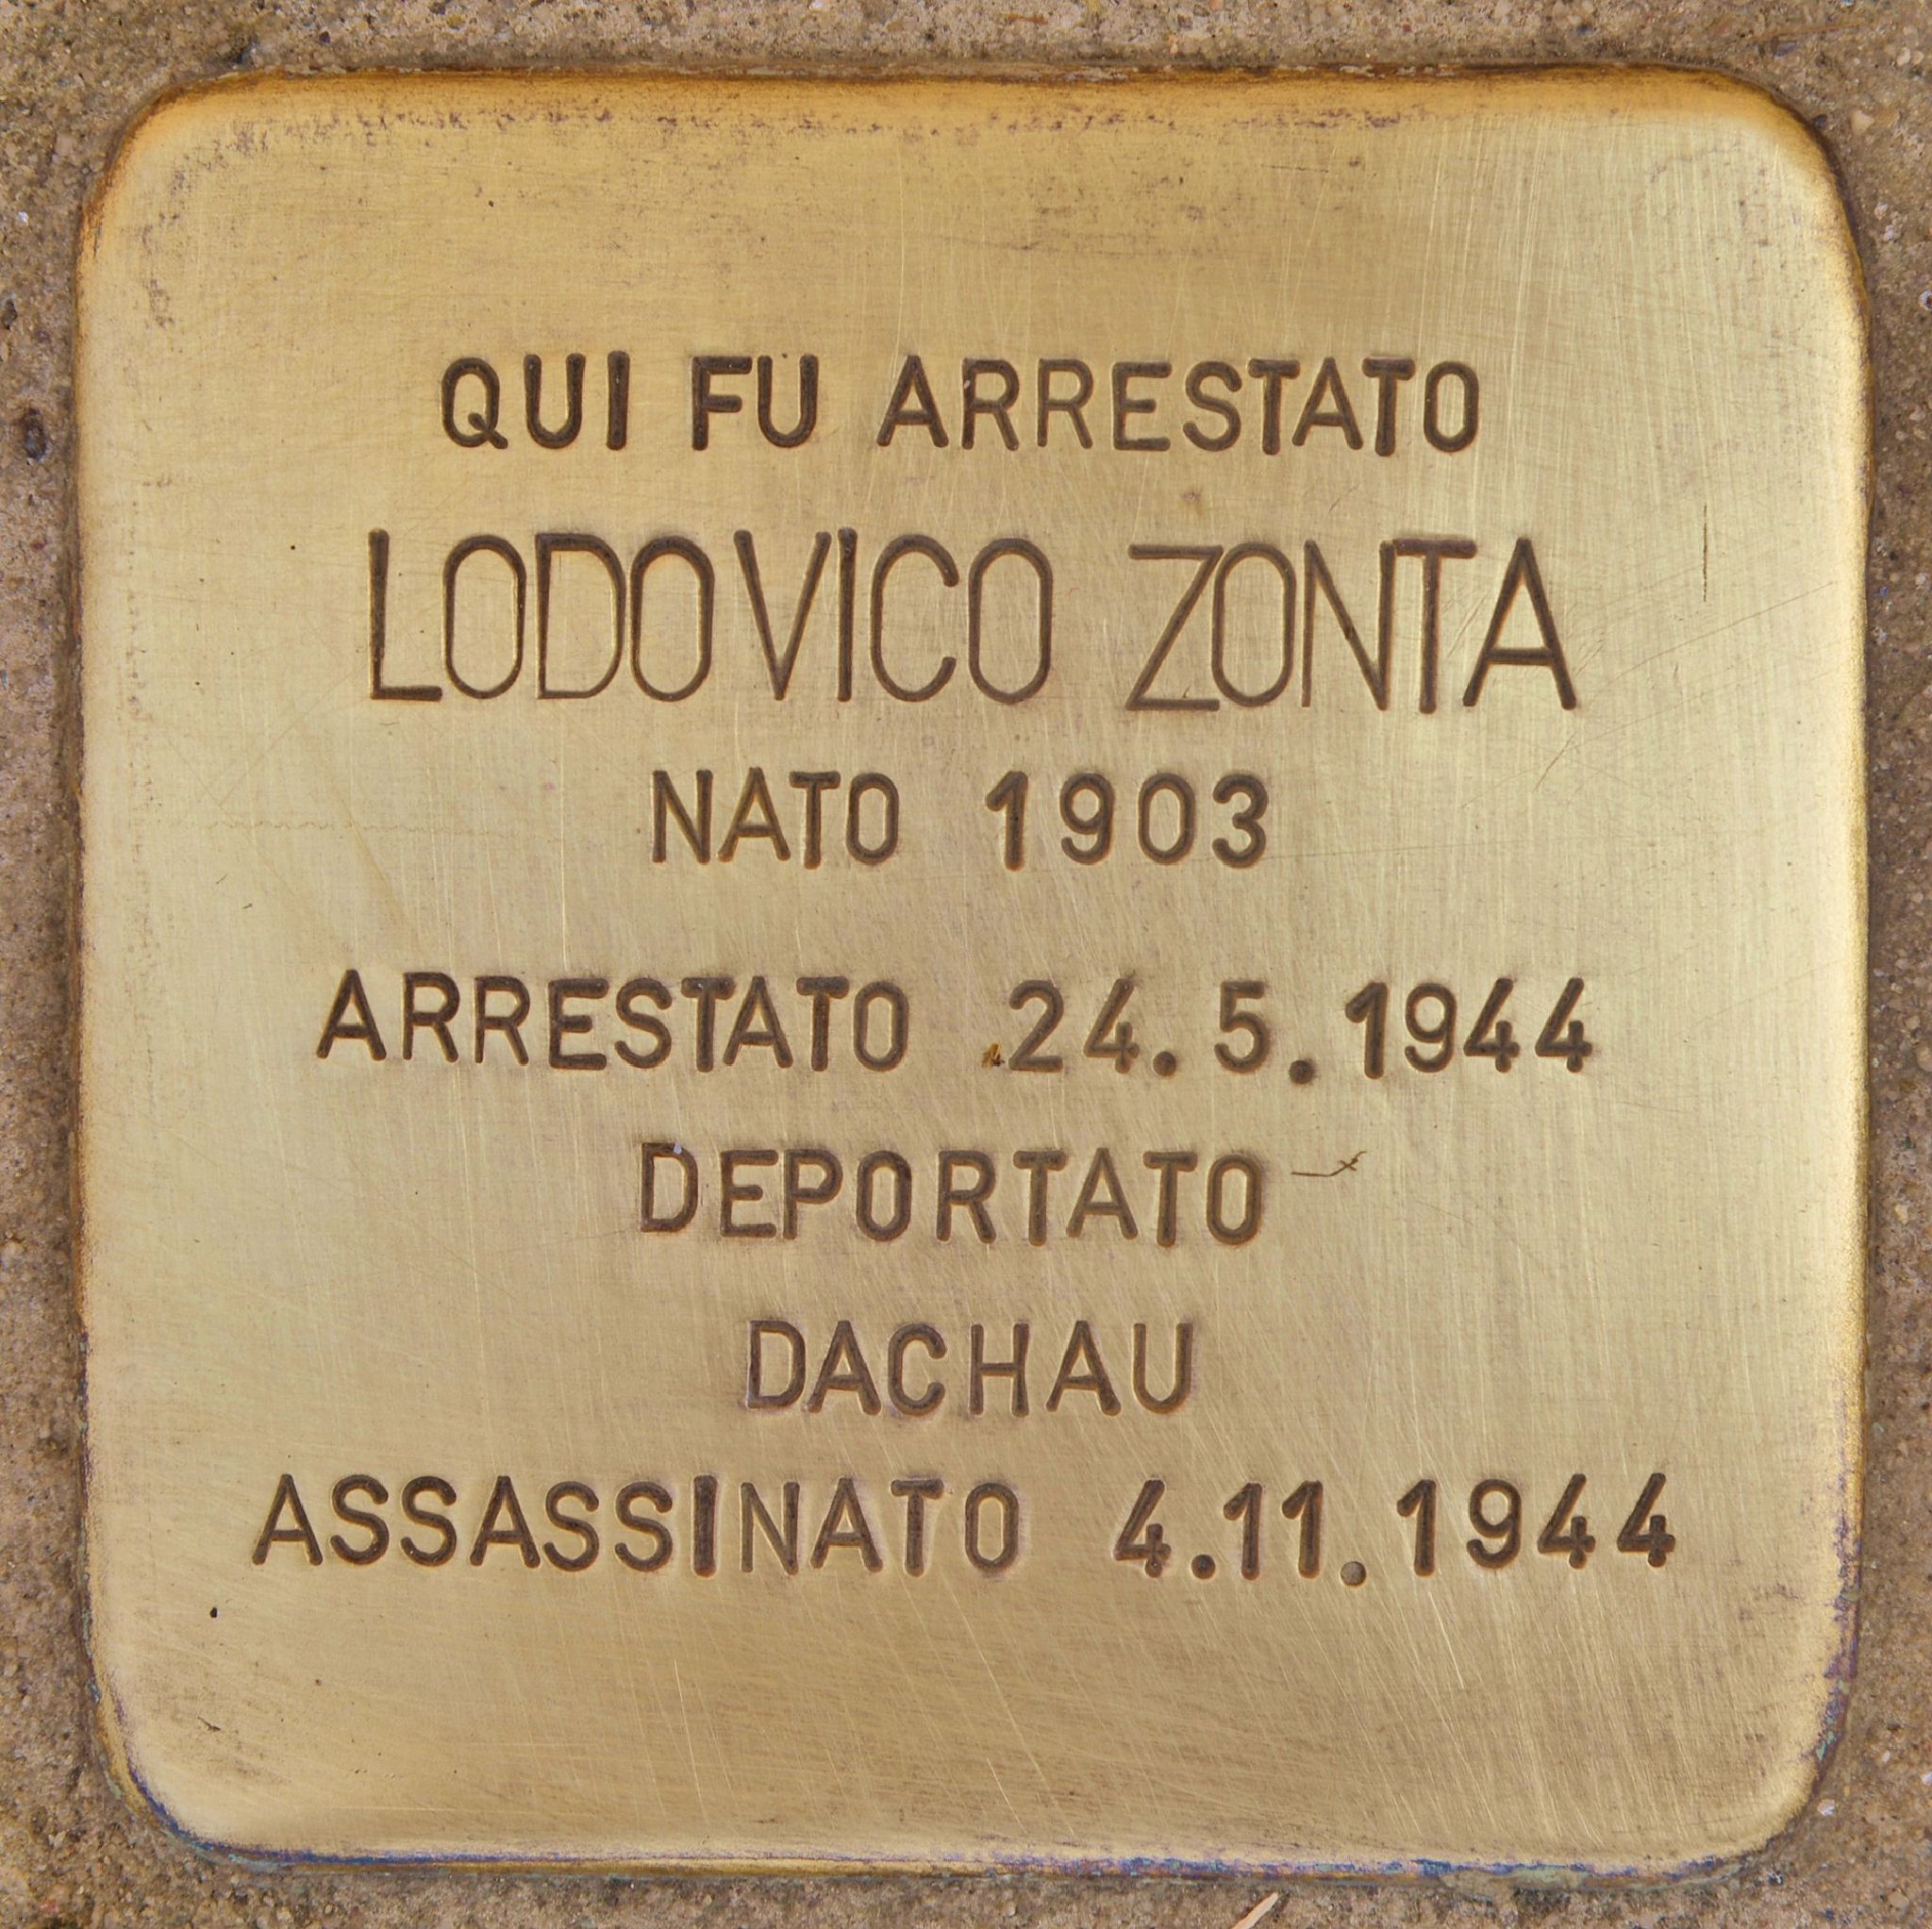 QUI FU ARRESTATO
LODOVICO ZONTA
NATO 1903
ARRESTATO 24.5.1944
DEPORTATO
DACHAU
ASSASSINATO 4.11.1944